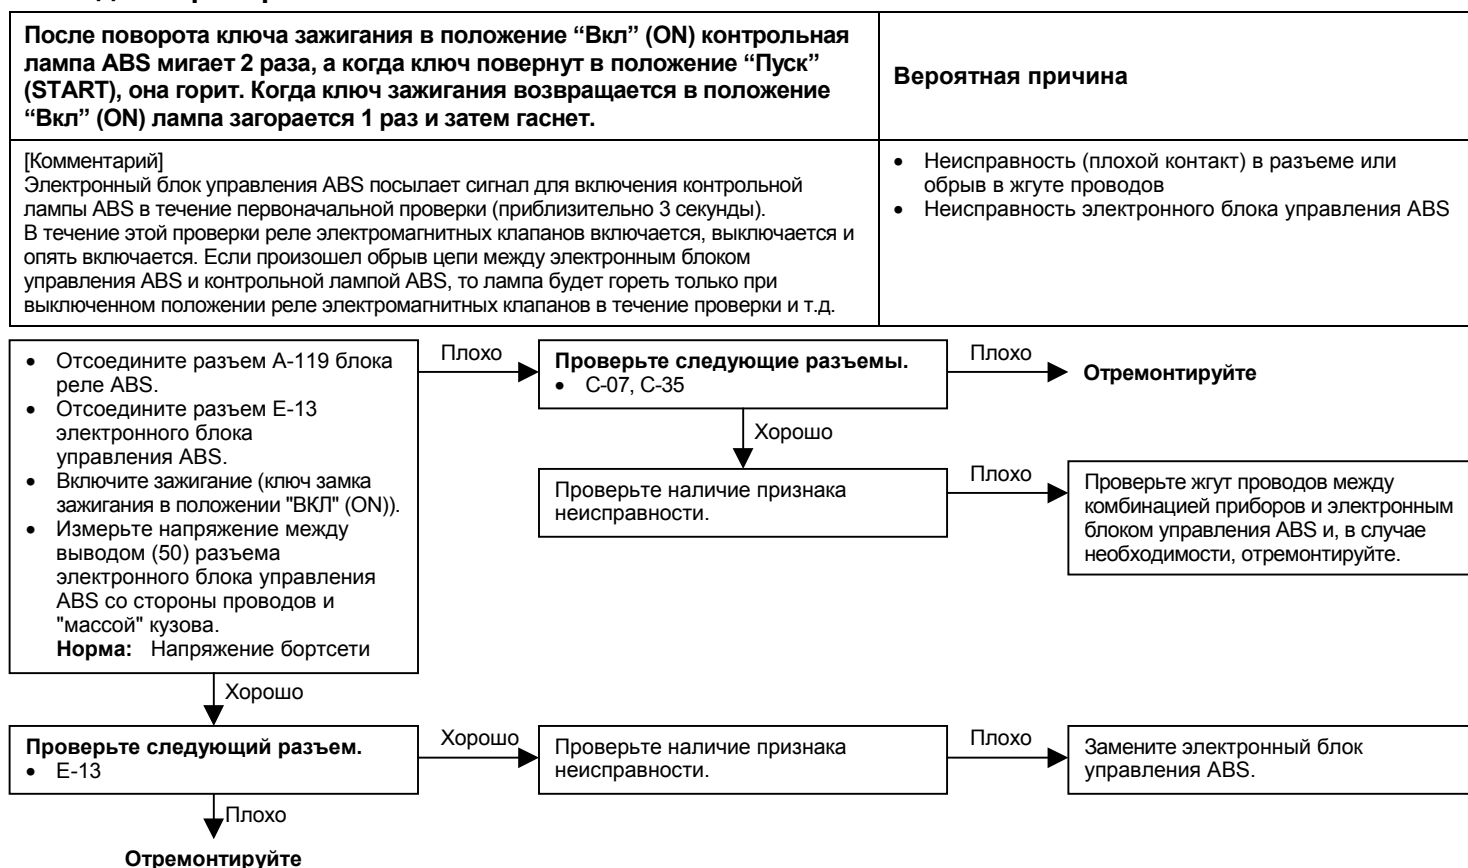 После поворота ключа зажигания в положение “Вкл” (ON) контрольная
лампа ABS мигает 2 раза, а когда ключ повернут в положение “Пуск”
(START), она горит. Когда ключ зажигания возвращается в положение
“Вкл” (ON) лампа загорается 1 раз и затем гаснет.
Вероятная причина
[Комментарий]
Электронный блок управления ABS посылает сигнал для включения контрольной
лампы ABS в течение первоначальной проверки (приблизительно 3 секунды).
В течение этой проверки реле электромагнитных клапанов включается, выключается и
опять включается. Если произошел обрыв цепи между электронным блоком
управления ABS и контрольной лампой ABS, то лампа будет гореть только при
выключенном положении реле электромагнитных клапанов в течение проверки и т.д.
• Неисправность (плохой контакт) в разъеме или
обрыв в жгуте проводов
• Неисправность электронного блока управления ABS
• Отсоедините разъем A-119 блока
реле ABS.
• Отсоедините разъем E-13
электронного блока
управления ABS.
• Включите зажигание (ключ замка
зажигания в положении "ВКЛ" (ON)).
• Измерьте напряжение между
выводом (50) разъема
электронного блока управления
ABS со стороны проводов и
"массой" кузова.
Норма: Напряжение бортсети
Плохо
Проверьте следующие разъемы.
• C-07, C-35
Плохо
Отремонтируйте
Хорошо
Проверьте наличие признака
неисправности.
Плохо
Проверьте жгут проводов между
комбинацией приборов и электронным
блоком управления ABS и, в случае
необходимости, отремонтируйте.
Хорошо
Проверьте следующий разъем.
• E-13
Хорошо
Проверьте наличие признака
неисправности.
Плохо
Замените электронный блок
управления ABS.
Плохо
Отремонтируйте